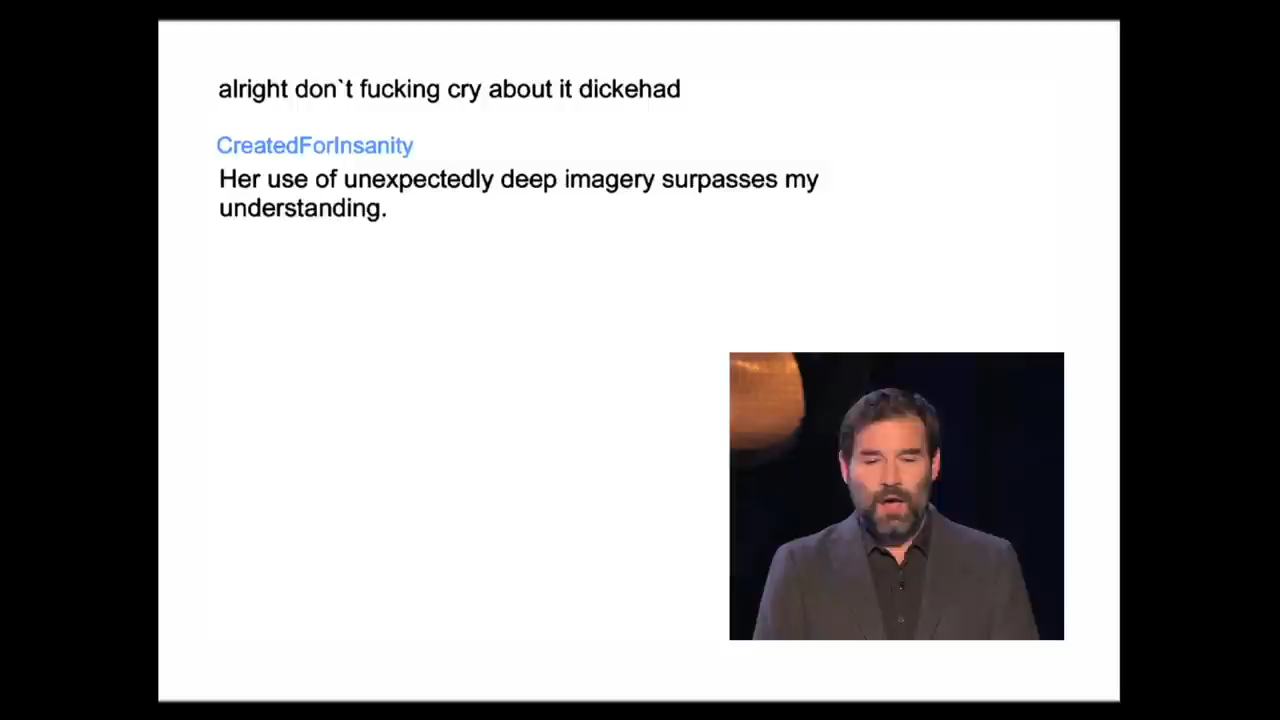 alright don`t fucking cry about it dickehad
CreatedForInsanity
Her use of unexpectedly deep imagery surpasses my
understanding.